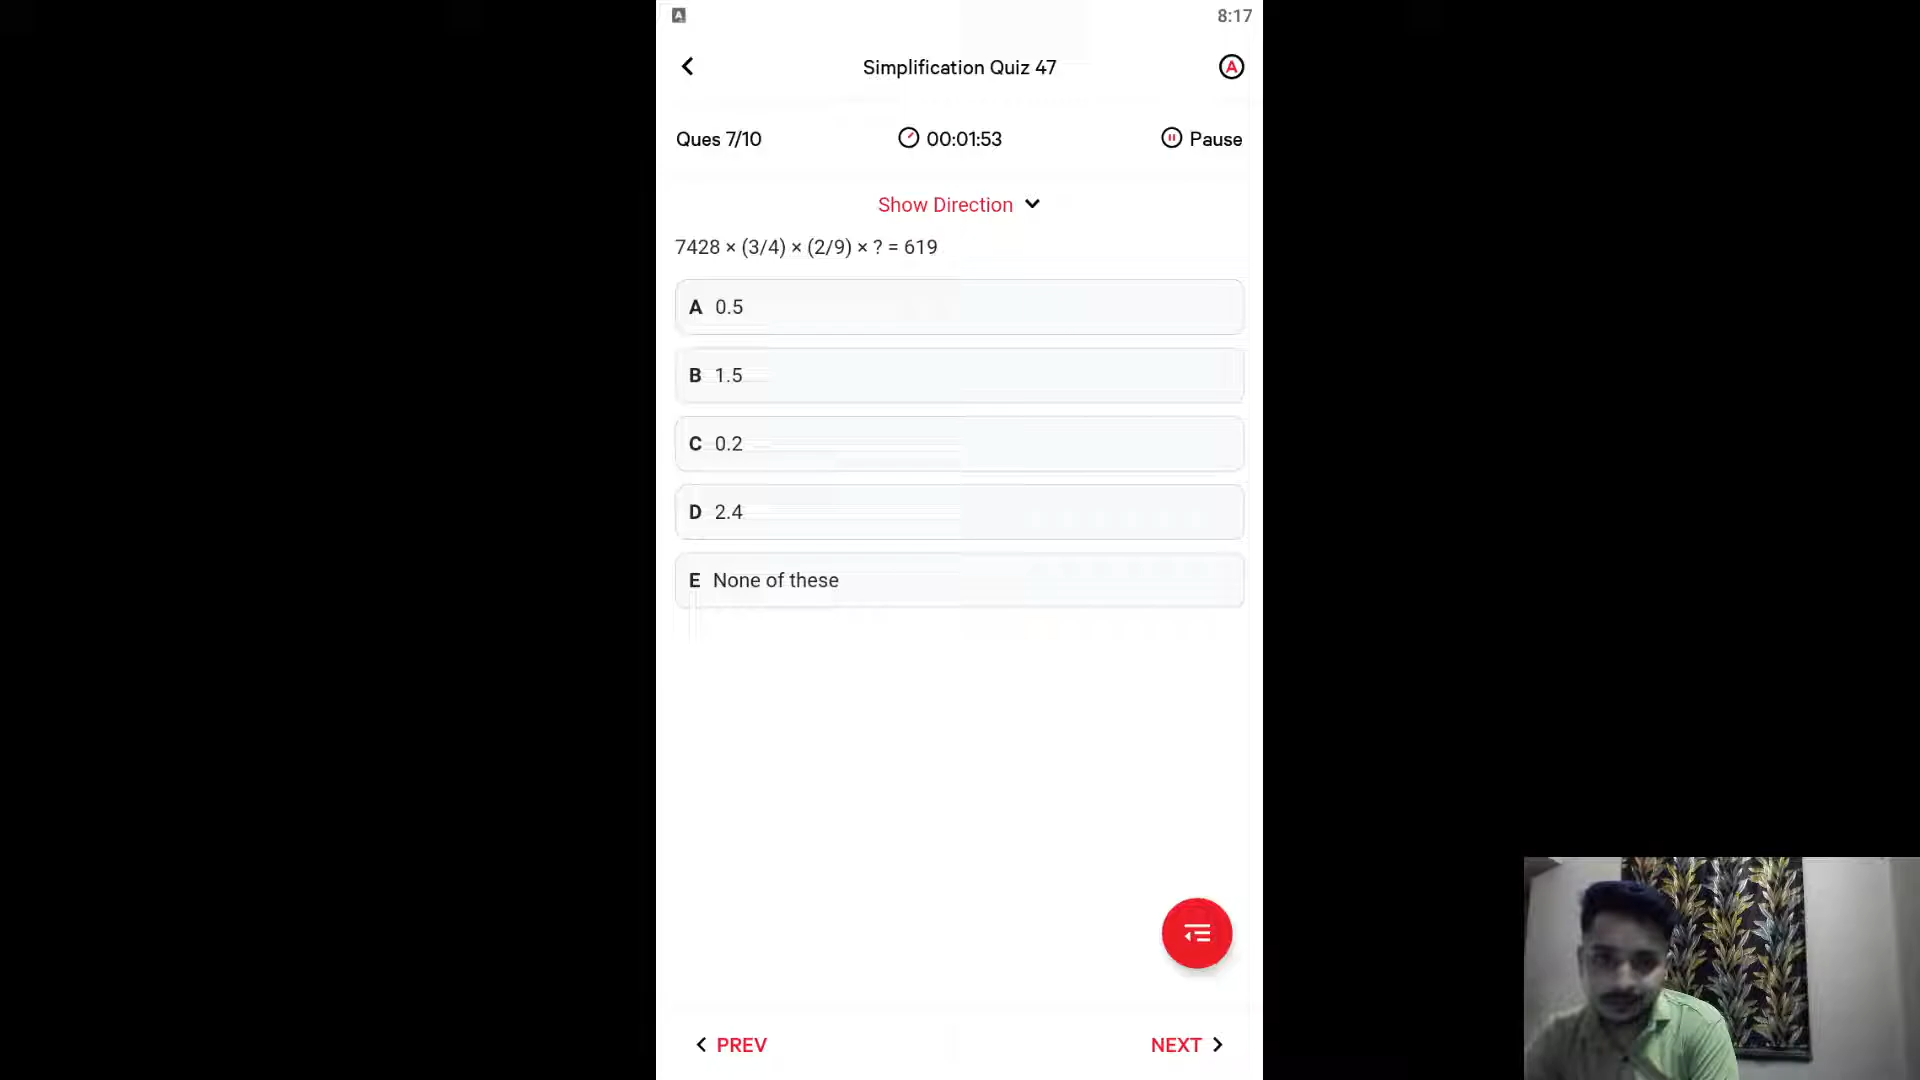 A
8:17
Simplification Quiz 47
A
Ques 7/10
00:01:53
Pause
Show Direction
7428 × (3/4) × (2/9) × ? = 619
A 0.5
B 1.5
C 0.2
D 2.4
E None of these
PREV
NEXT